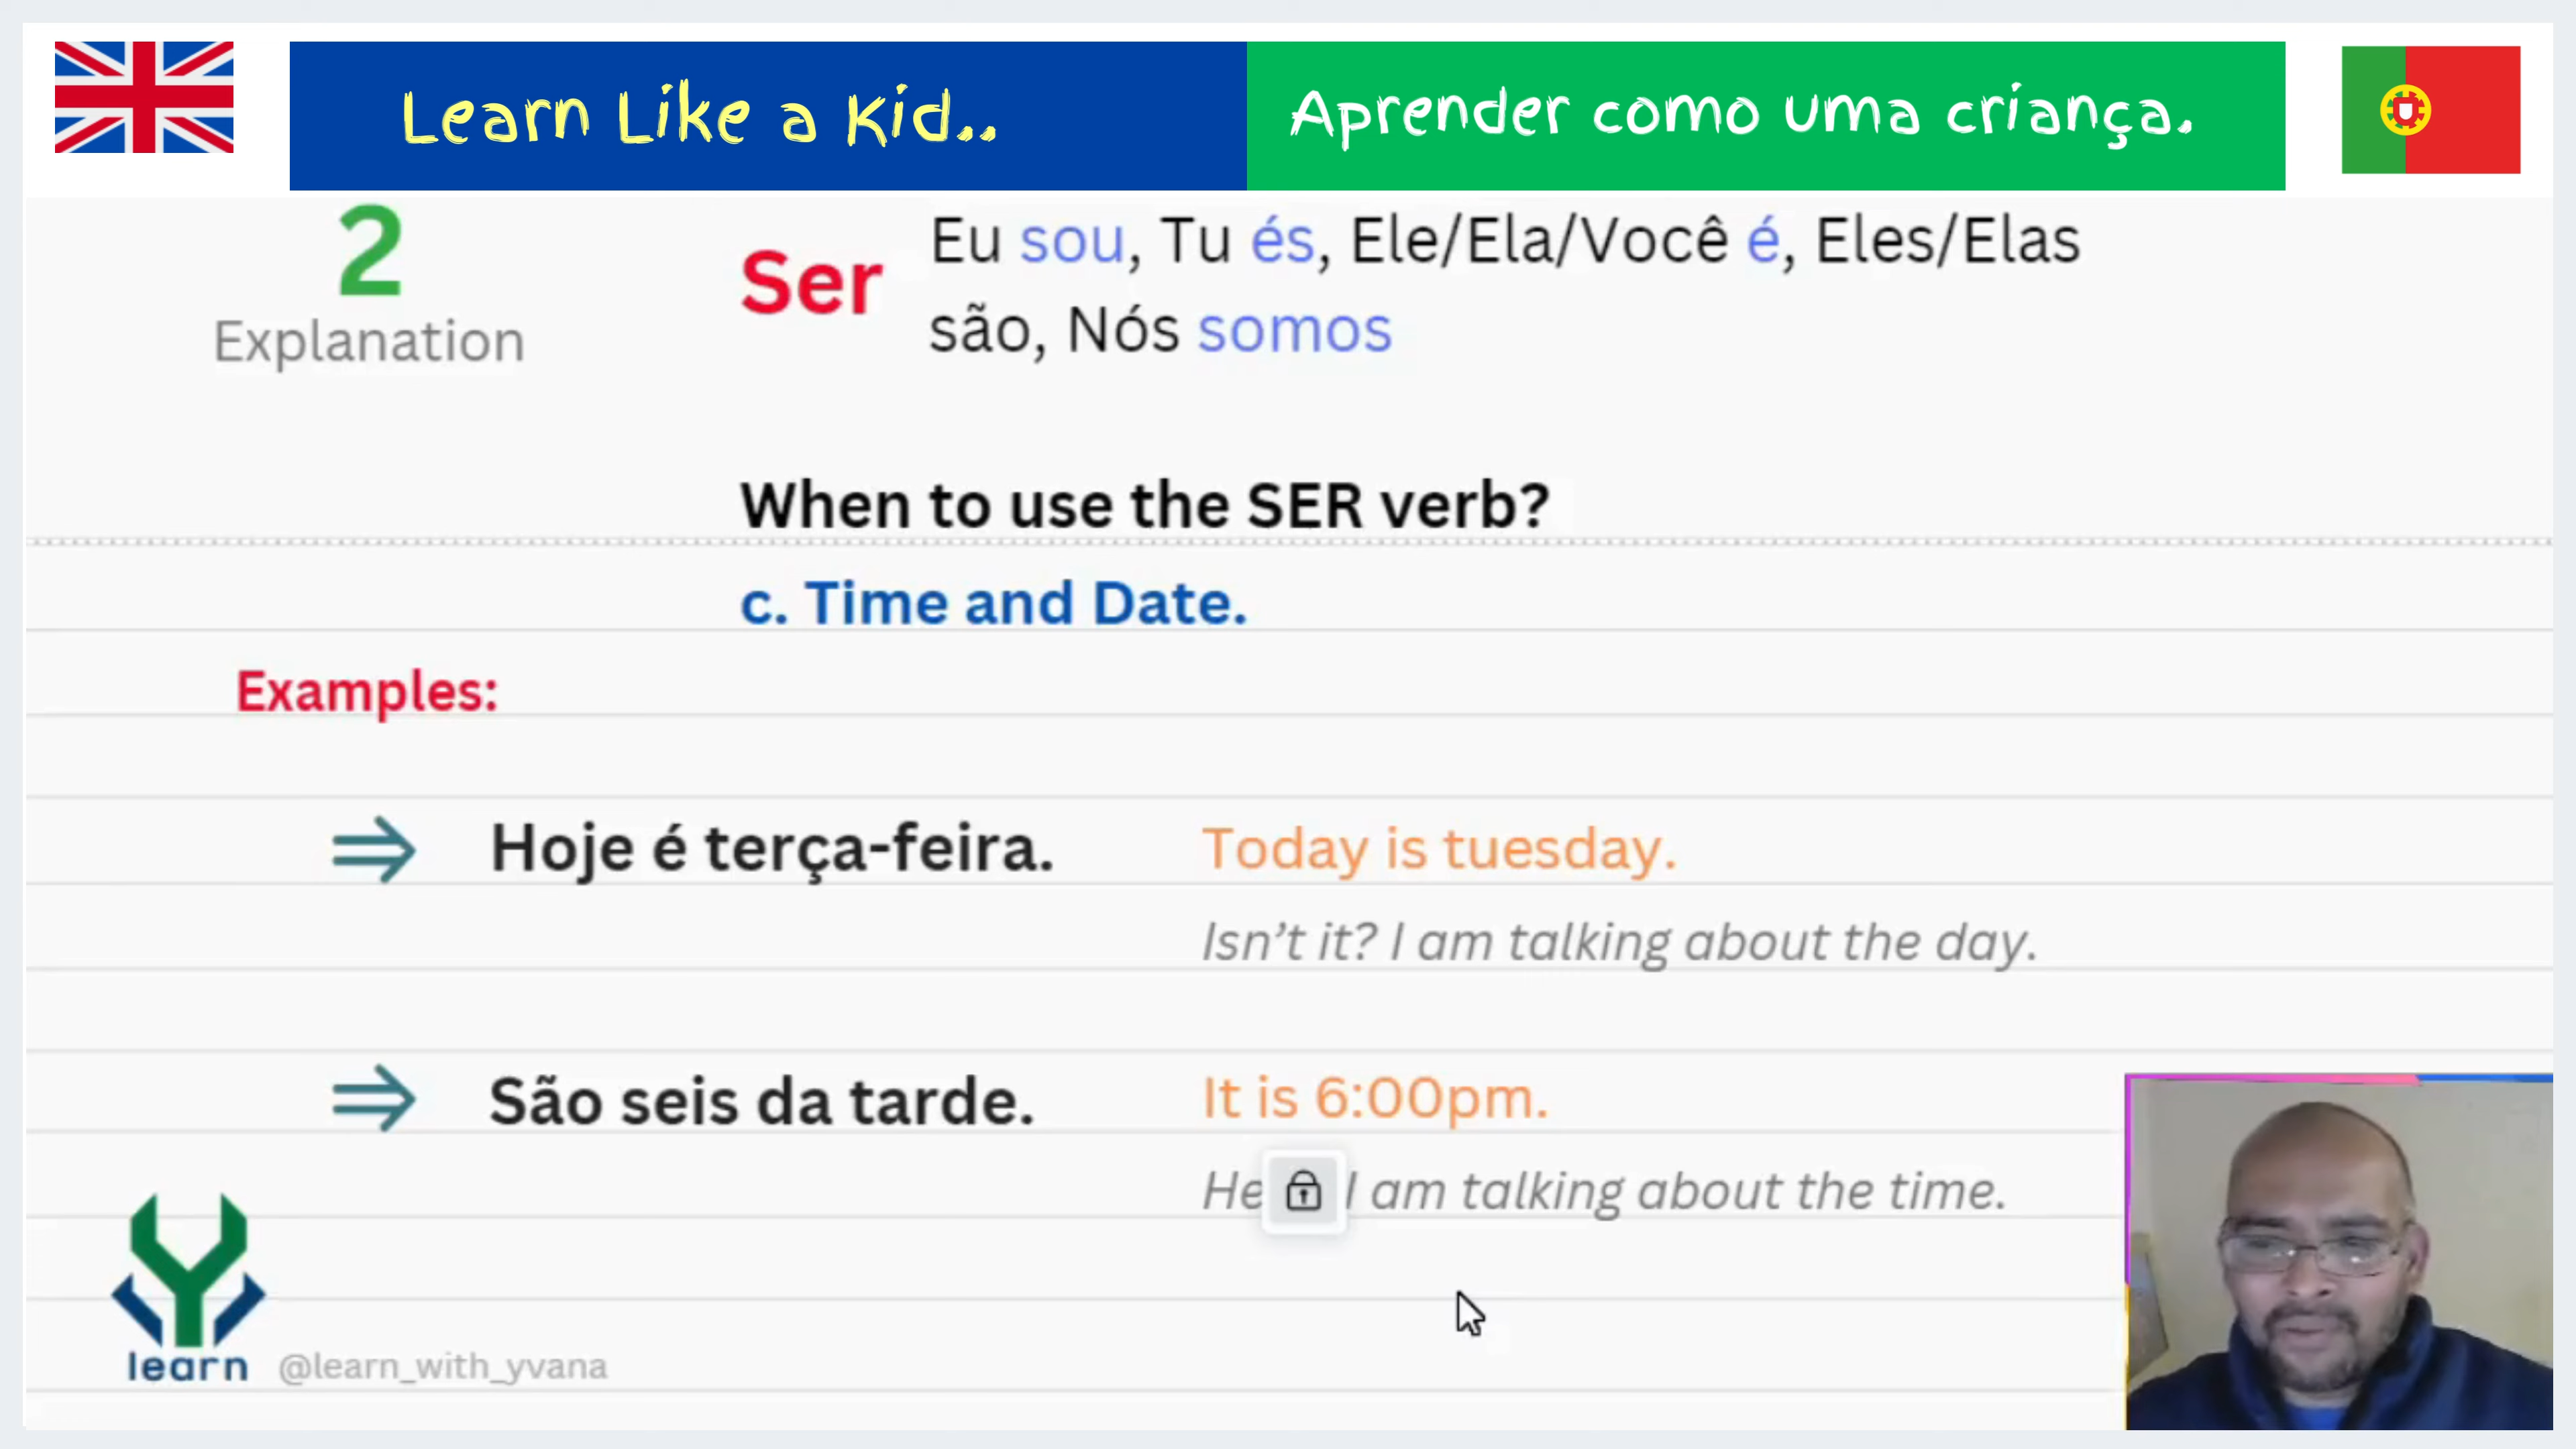 Learn Like a Kid..
Aprender como uma criança.
2
Explanation
Ser
Eu sou, Tu és, Ele/Ela/Você é, Eles/Elas
são, Nós somos
When to use the SER verb?
c. Time and Date.
Examples:
Hoje é terça-feira.
Today is tuesday.
Isn't it? I am talking about the day.
São seis da tarde.
It is 6:00pm.
I am talking about the time.
learn
@learn_with_yvana